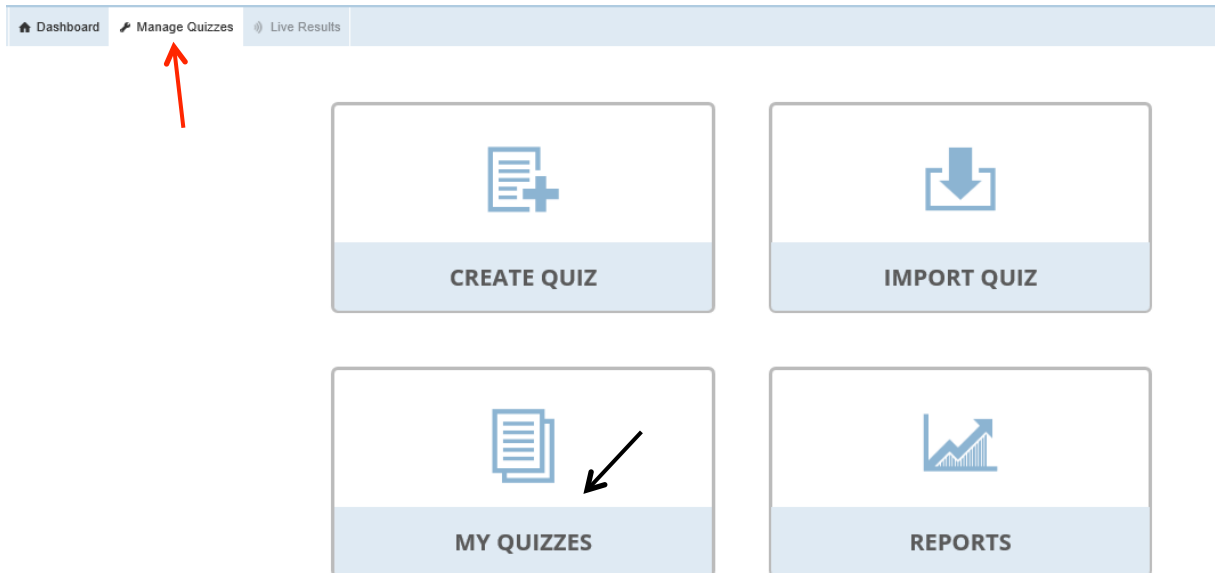 Dashboard Manage Quizzes Live Results
CREATE QUIZ IMPORT QUIZ
MY QUIZZES REPORTS